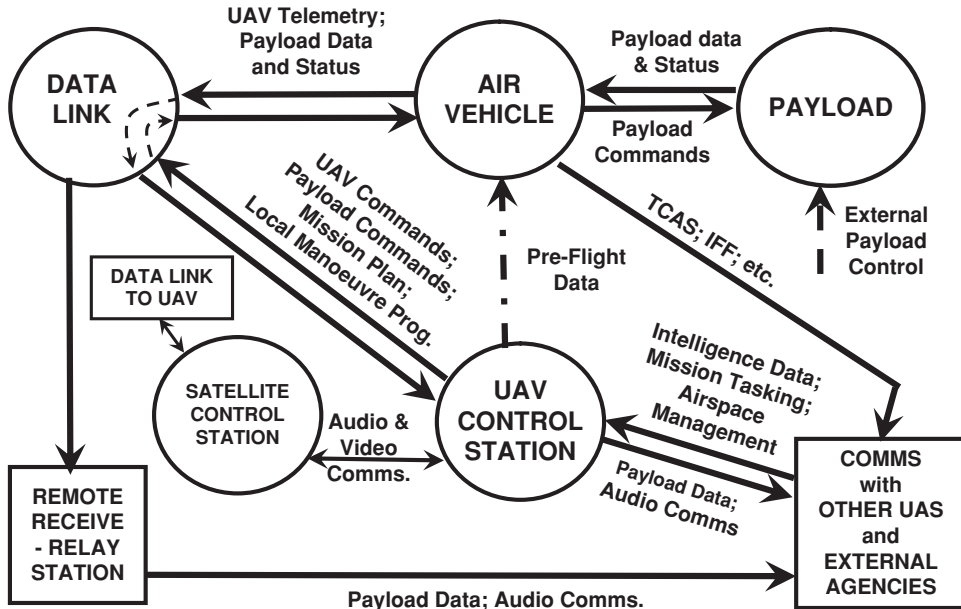 UAV Telemetry;
Payload Data
and Status
DATA
LINK
AIR
VEHICLE
Payload data
& Status
PAYLOAD
Payload
Commands
UAV Commands;
Payload Commands;
Mission Plan;
Local Manoeuvre Prog.
Pre-Flight
Data
TCAS; IFF; etc.
External
Payload
Control
DATA LINK
TO UAV
SATELLITE
CONTROL
STATION
Audio &
Video
Comms.
UAV
CONTROL
STATION
Intelligence Data;
Mission Tasking;
Airspace
Management
Payload Data;
Audio Comms
REMOTE
RECEIVE
- RELAY
STATION
COMMS
with
OTHER UAS
and
EXTERNAL
AGENCIES
Payload Data; Audio Comms.